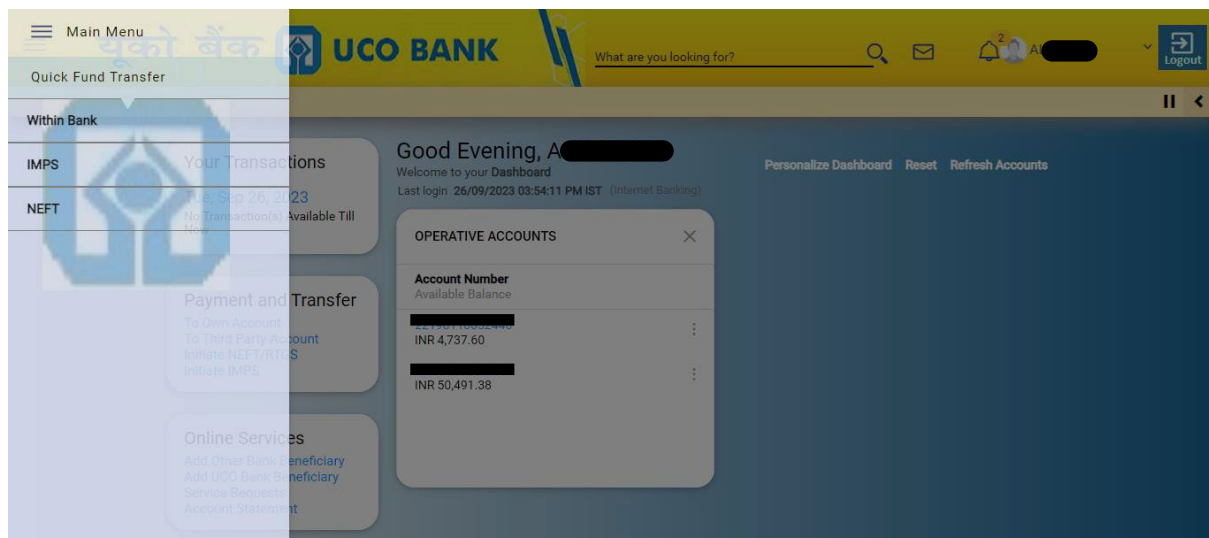 Main Menu
यूको बैंक UCO BANK
What are you looking for?
2
Logout
Quick Fund Transfer
Within Bank
IMPS
NEFT
Your Transactions
Tue, Sep 26, 2023
No Transaction(s) Available Till
Now
Payment and Transfer
To Own Account
To Third Party Account
Initiate NEFT/RTGS
Initiate IMPS
Online Services
Add Other Bank Beneficiary
Add UCO Bank Beneficiary
Service Requests
Account Statement
Good Evening, A
Welcome to your Dashboard
Last login 26/09/2023 03:54:11 PM IST (Internet Banking)
Personalize Dashboard Reset Refresh Accounts
OPERATIVE ACCOUNTS
Account Number
Available Balance
INR 4,737.60
INR 50,491.38